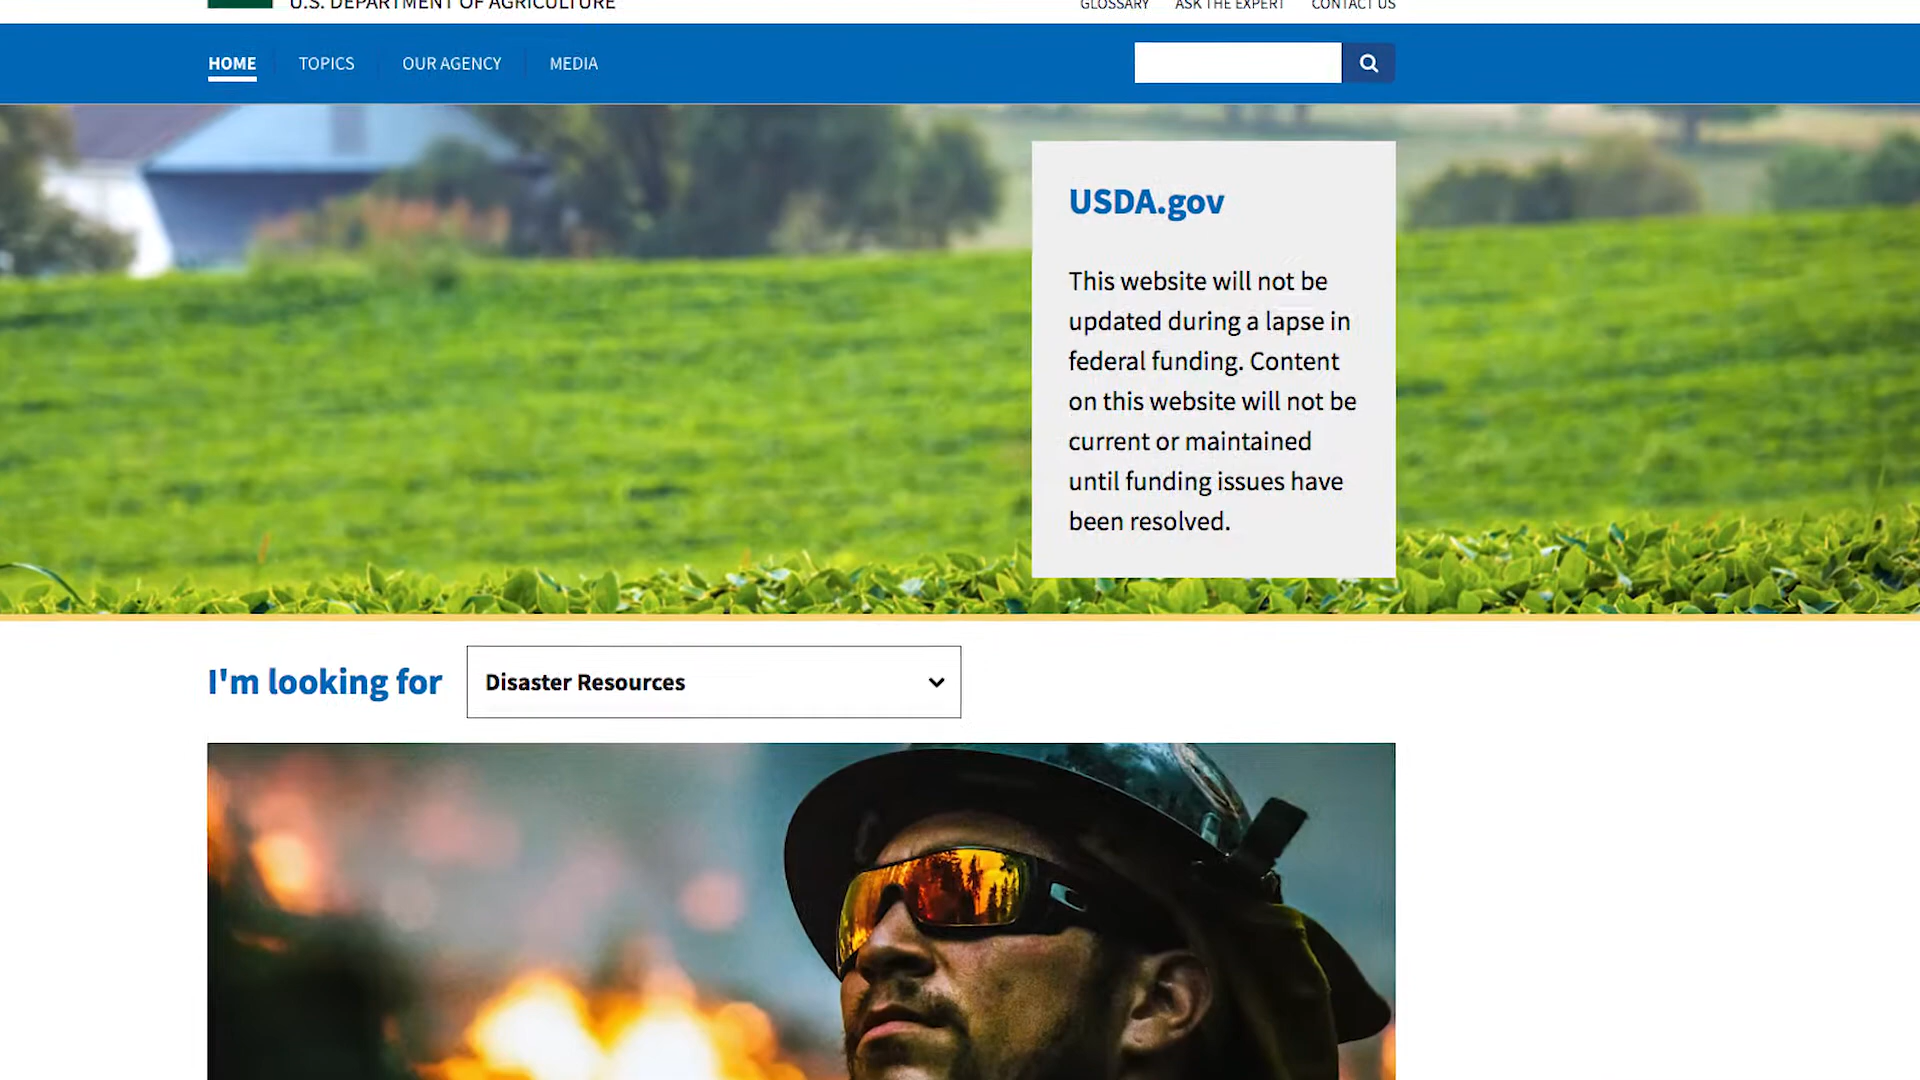 U.S. DEPARTMENT OF AGRICULTURE
GLOSSARY ASK THE EXPERT CONTACT US
HOME TOPICS OUR AGENCY MEDIA
USDA.gov
This website will not be
updated during a lapse in
federal funding. Content
on this website will not be
current or maintained
until funding issues have
been resolved.
I'm looking for Disaster Resources